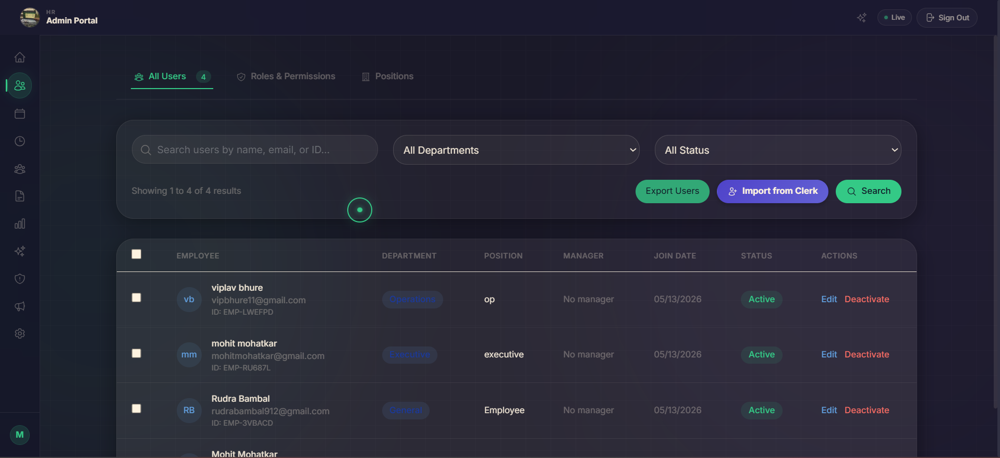 HR
Admin Portal
Live
Sign Out
All Users 4
Roles & Permissions
Positions
Search users by name, email, or ID...
All Departments
All Status
Showing 1 to 4 of 4 results
Export Users
Import from Clerk
Search
EMPLOYEE DEPARTMENT POSITION MANAGER JOIN DATE STATUS ACTIONS
viplav bhure
vb vipbhure11@gmail.com Operations op No manager 05/13/2026 Active Edit Deactivate
ID: EMP-LWEFPD
mohit mohatkar
mm mohitmohatkar@gmail.com Executive executive No manager 05/13/2026 Active Edit Deactivate
ID: EMP-RU687L
Rudra Bambal
RB rudrabambal912@gmail.com General Employee No manager 05/13/2026 Active Edit Deactivate
ID: EMP-3VBACD
M
Mohit Mohatkar